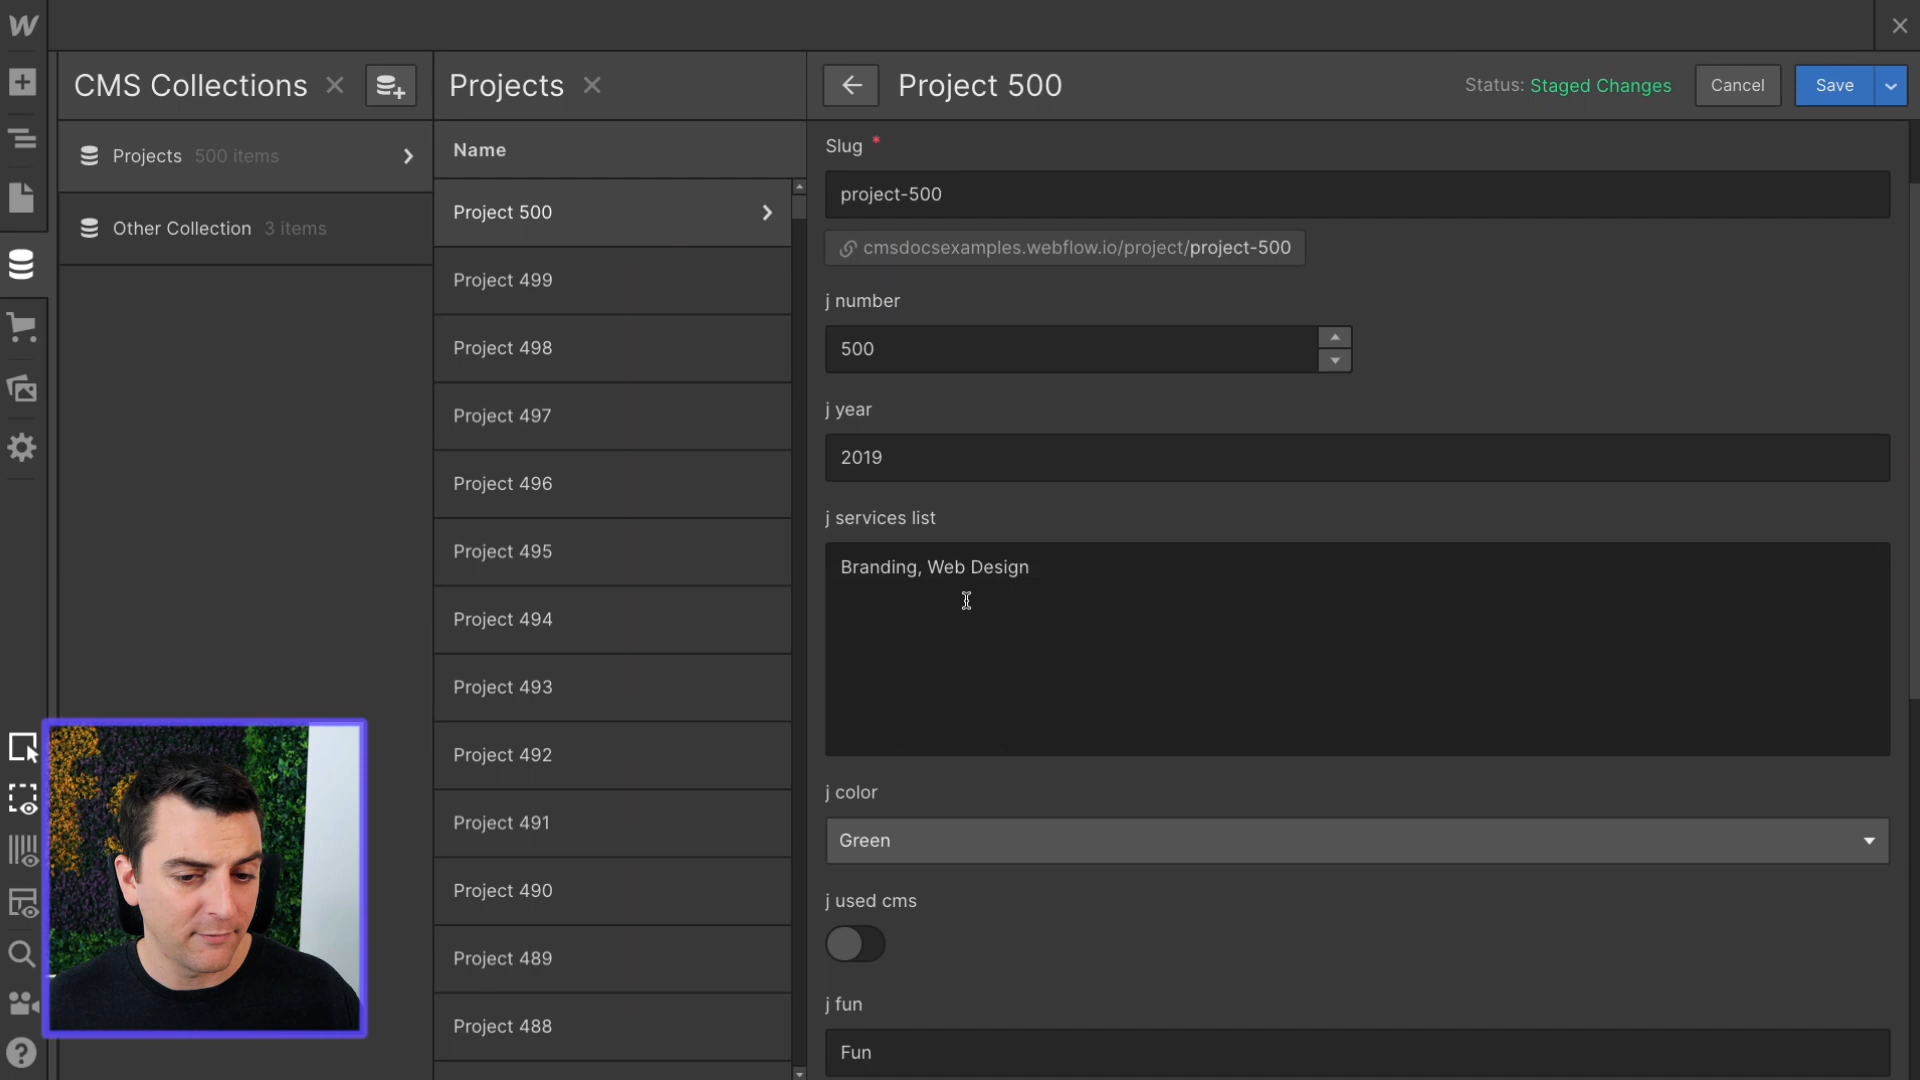 CMS Collections
Projects 500 items
Other Collection 3 items
Projects
Name
Project 500
Project 499
Project 498
Project 497
Project 496
Project 495
Project 494
Project 493
Project 492
Project 491
Project 490
Project 489
Project 488
Project 500
Status: Staged Changes
Cancel
Save
Slug *
project-500
cmsdocsexamples.webflow.io/project/project-500
j number
500
j year
2019
j services list
Branding, Web Design
j color
Green
j used cms
j fun
Fun